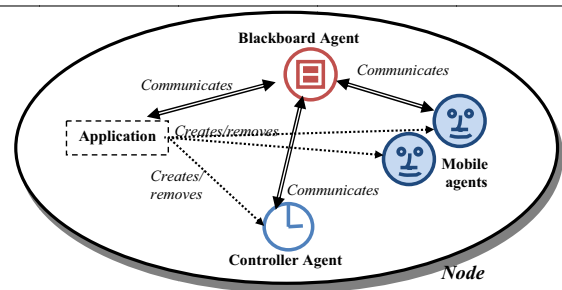 Blackboard Agent
Communicates
Communicates
Application
Creates/removes
Mobile
agents
Creates/
removes
Communicates
Controller Agent
Node